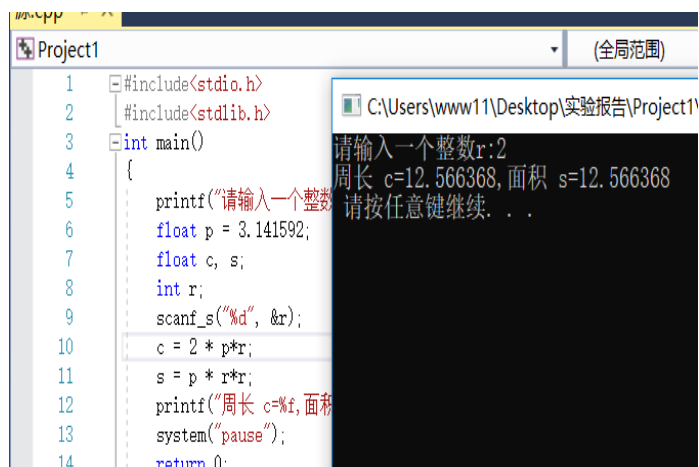 源.cpp
Project1
(全局范围)
1 #include<stdio.h>
2 #include<stdlib.h>
3 int main()
4 {
5 printf("请输入一个整数
6 float p = 3.141592;
7 float c, s;
8 int r;
9 scanf_s("%d", &r);
10 c = 2 * p*r;
11 s = p * r*r;
12 printf("周长 c=%f,面积
13 system("pause");
14 return 0;
C:\Users\www11\Desktop\实验报告\Project1\
请输入一个整数r:2
周长 c=12.566368,面积 s=12.566368
请按任意键继续. . .